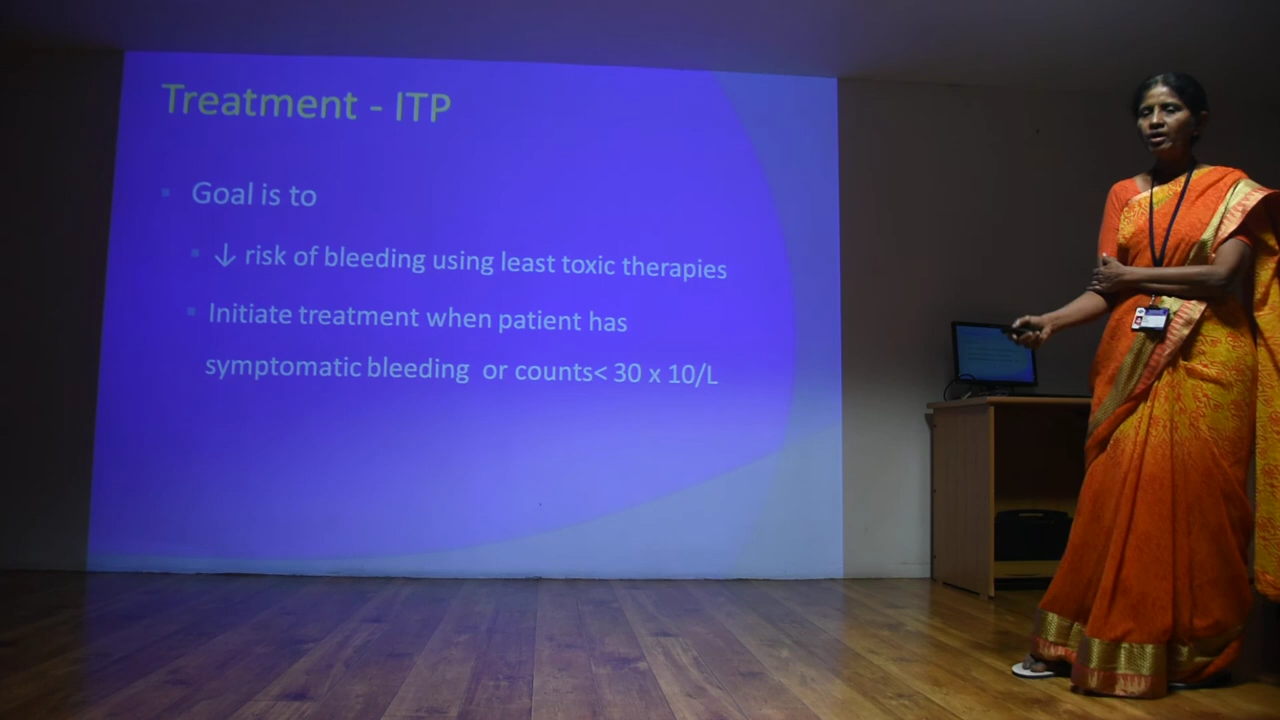 Treatment - ITP
Goal is to
↓ risk of bleeding using least toxic therapies
Initiate treatment when patient has
symptomatic bleeding or counts< 30 x 10/L